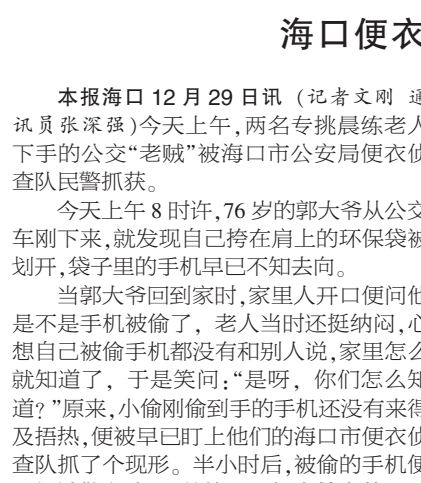 海口便衣
本报海口 12 月 29 日讯 (记者文刚 通
讯员张深强)今天上午,两名专挑晨练老人
下手的公交“老贼”被海口市公安局便衣侦
查队民警抓获。
今天上午 8 时许,76 岁的郭大爷从公交
车刚下来,就发现自己挎在肩上的环保袋被
划开,袋子里的手机早已不知去向。
当郭大爷回到家时,家里人开口便问他
是不是手机被偷了，老人当时还挺纳闷,心
想自己被偷手机都没有和别人说,家里怎么
就知道了，于是笑问:“是呀，你们怎么知
道？”原来,小偷刚偷到手的手机还没有来得
及捂热,便被早已盯上他们的海口市便衣侦
查队抓了个现形。半小时后,被偷的手机便